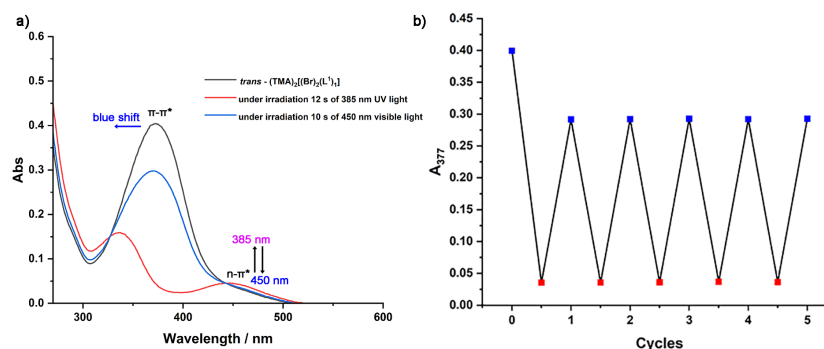 a)
0.6
0.5
0.4
0.3
0.2
0.1
0.0
Abs
300
400
500
600
Wavelength / nm
trans - (TMA)₂[(Br)₂(L¹)₁]
under irradiation 12 s of 385 nm UV light
under irradiation 10 s of 450 nm visible light
π-π*
blue shift
385 nm
n-π*
450 nm
b)
0.45
0.40
0.35
0.30
0.25
0.20
0.15
0.10
0.05
0.00
A₃₇₇
0
1
2
3
4
5
Cycles